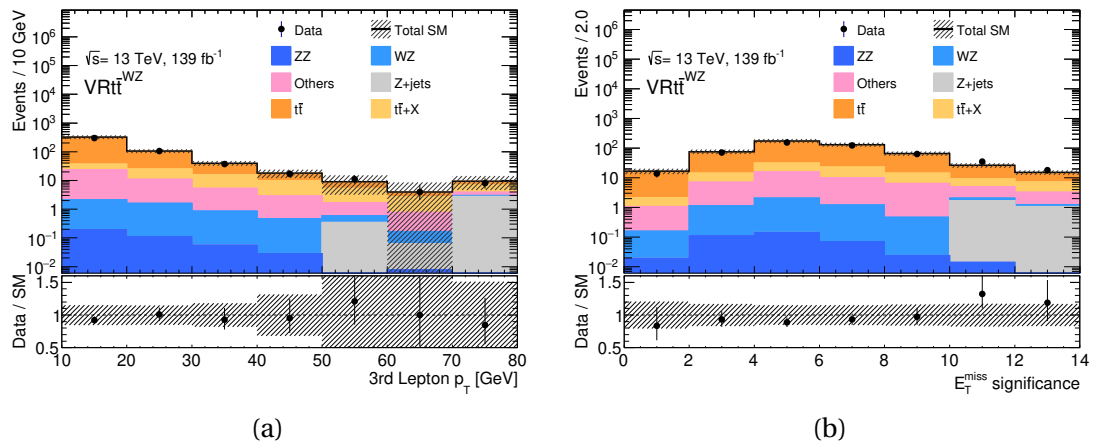 Events / 10 GeV
10⁶
10⁵
10⁴
10³
10²
10
1
10⁻¹
10⁻²
√s= 13 TeV, 139 fb⁻¹
VRtt̄⁻ᵂᶻ
Data
Total SM
ZZ
WZ
Others
Z+jets
tt̄
tt̄+X
Data / SM
1.5
1
0.5
10 20 30 40 50 60 70 80
3rd Lepton p_T [GeV]
(a)
Events / 2.0
10⁶
10⁵
10⁴
10³
10²
10
1
10⁻¹
10⁻²
√s= 13 TeV, 139 fb⁻¹
VRtt̄⁻ᵂᶻ
Data
Total SM
ZZ
WZ
Others
Z+jets
tt̄
tt̄+X
Data / SM
1.5
1
0.5
0 2 4 6 8 10 12 14
E_T^miss significance
(b)